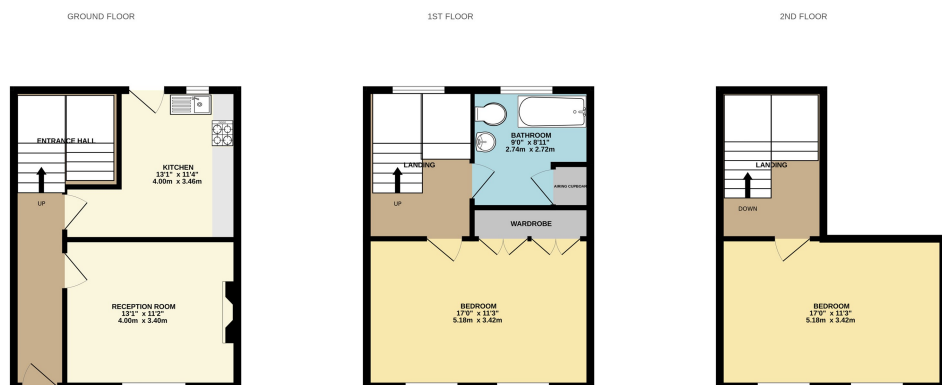 GROUND FLOOR
1ST FLOOR
2ND FLOOR
ENTRANCE HALL
UP
KITCHEN
13'1" x 11'4"
4.00m x 3.46m
RECEPTION ROOM
13'1" x 11'2"
4.00m x 3.40m
LANDING
UP
BATHROOM
9'0" x 8'11"
2.74m x 2.72m
AIRING CUPBOARD
WARDROBE
BEDROOM
17'0" x 11'3"
5.18m x 3.42m
LANDING
DOWN
BEDROOM
17'0" x 11'3"
5.18m x 3.42m